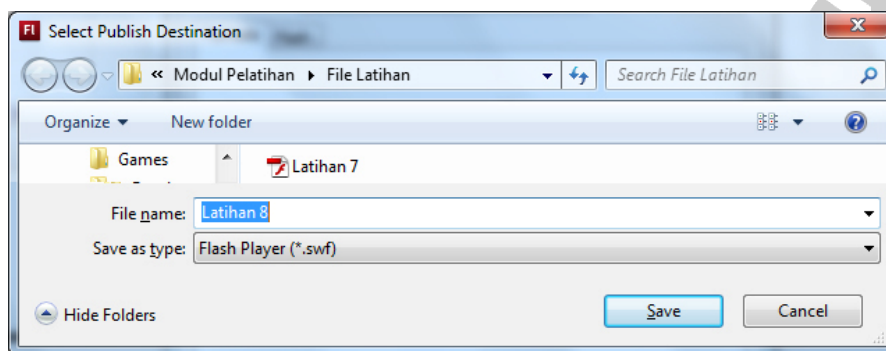 Fl Select Publish Destination
« Modul Pelatihan ▸ File Latihan Search File Latihan
Organize New folder
Games Latihan 7
File name: Latihan 8
Save as type: Flash Player (*.swf)
Hide Folders Save Cancel